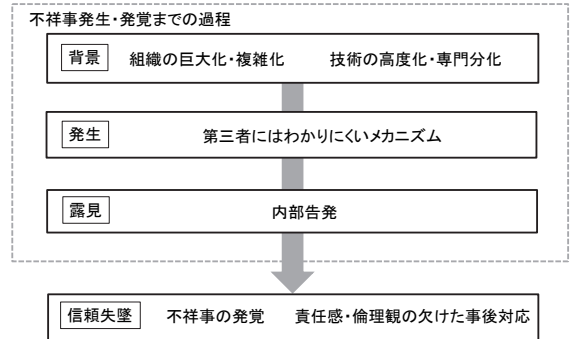 不祥事発生・発覚までの過程
背景 組織の巨大化・複雑化 技術の高度化・専門分化
発生 第三者にはわかりにくいメカニズム
露見 内部告発
信頼失墜 不祥事の発覚 責任感・倫理観の欠けた事後対応